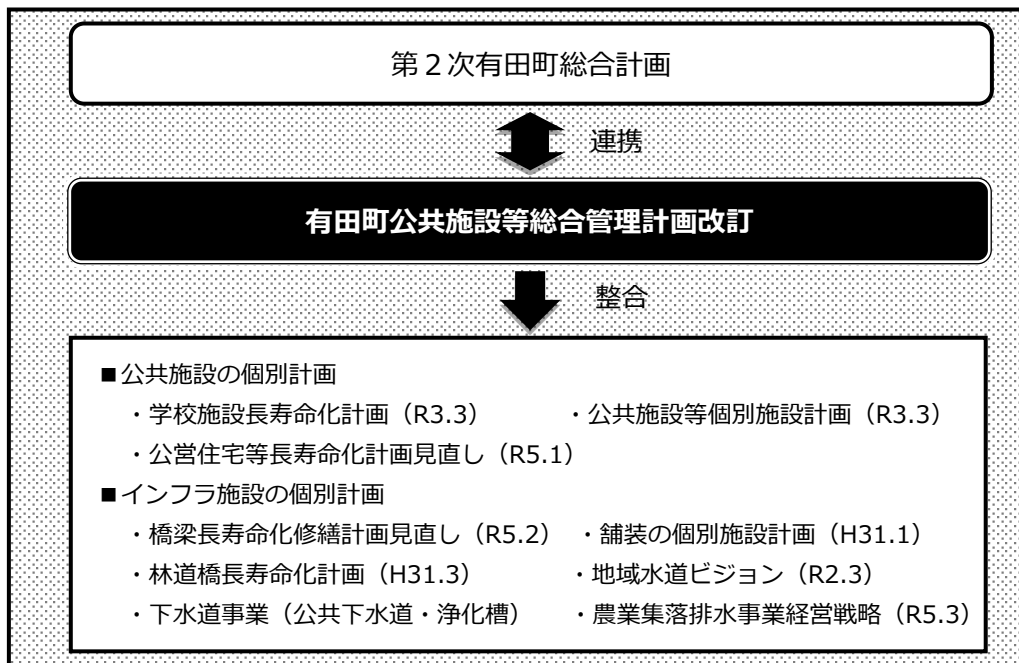 第２次有田町総合計画
連携
有田町公共施設等総合管理計画改訂
整合
■公共施設の個別計画
・学校施設長寿命化計画（R3.3） ・公共施設等個別施設計画（R3.3）
・公営住宅等長寿命化計画見直し（R5.1）
■インフラ施設の個別計画
・橋梁長寿命化修繕計画見直し（R5.2） ・舗装の個別施設計画（H31.1）
・林道橋長寿命化計画（H31.3） ・地域水道ビジョン（R2.3）
・下水道事業（公共下水道・浄化槽） ・農業集落排水事業経営戦略（R5.3）